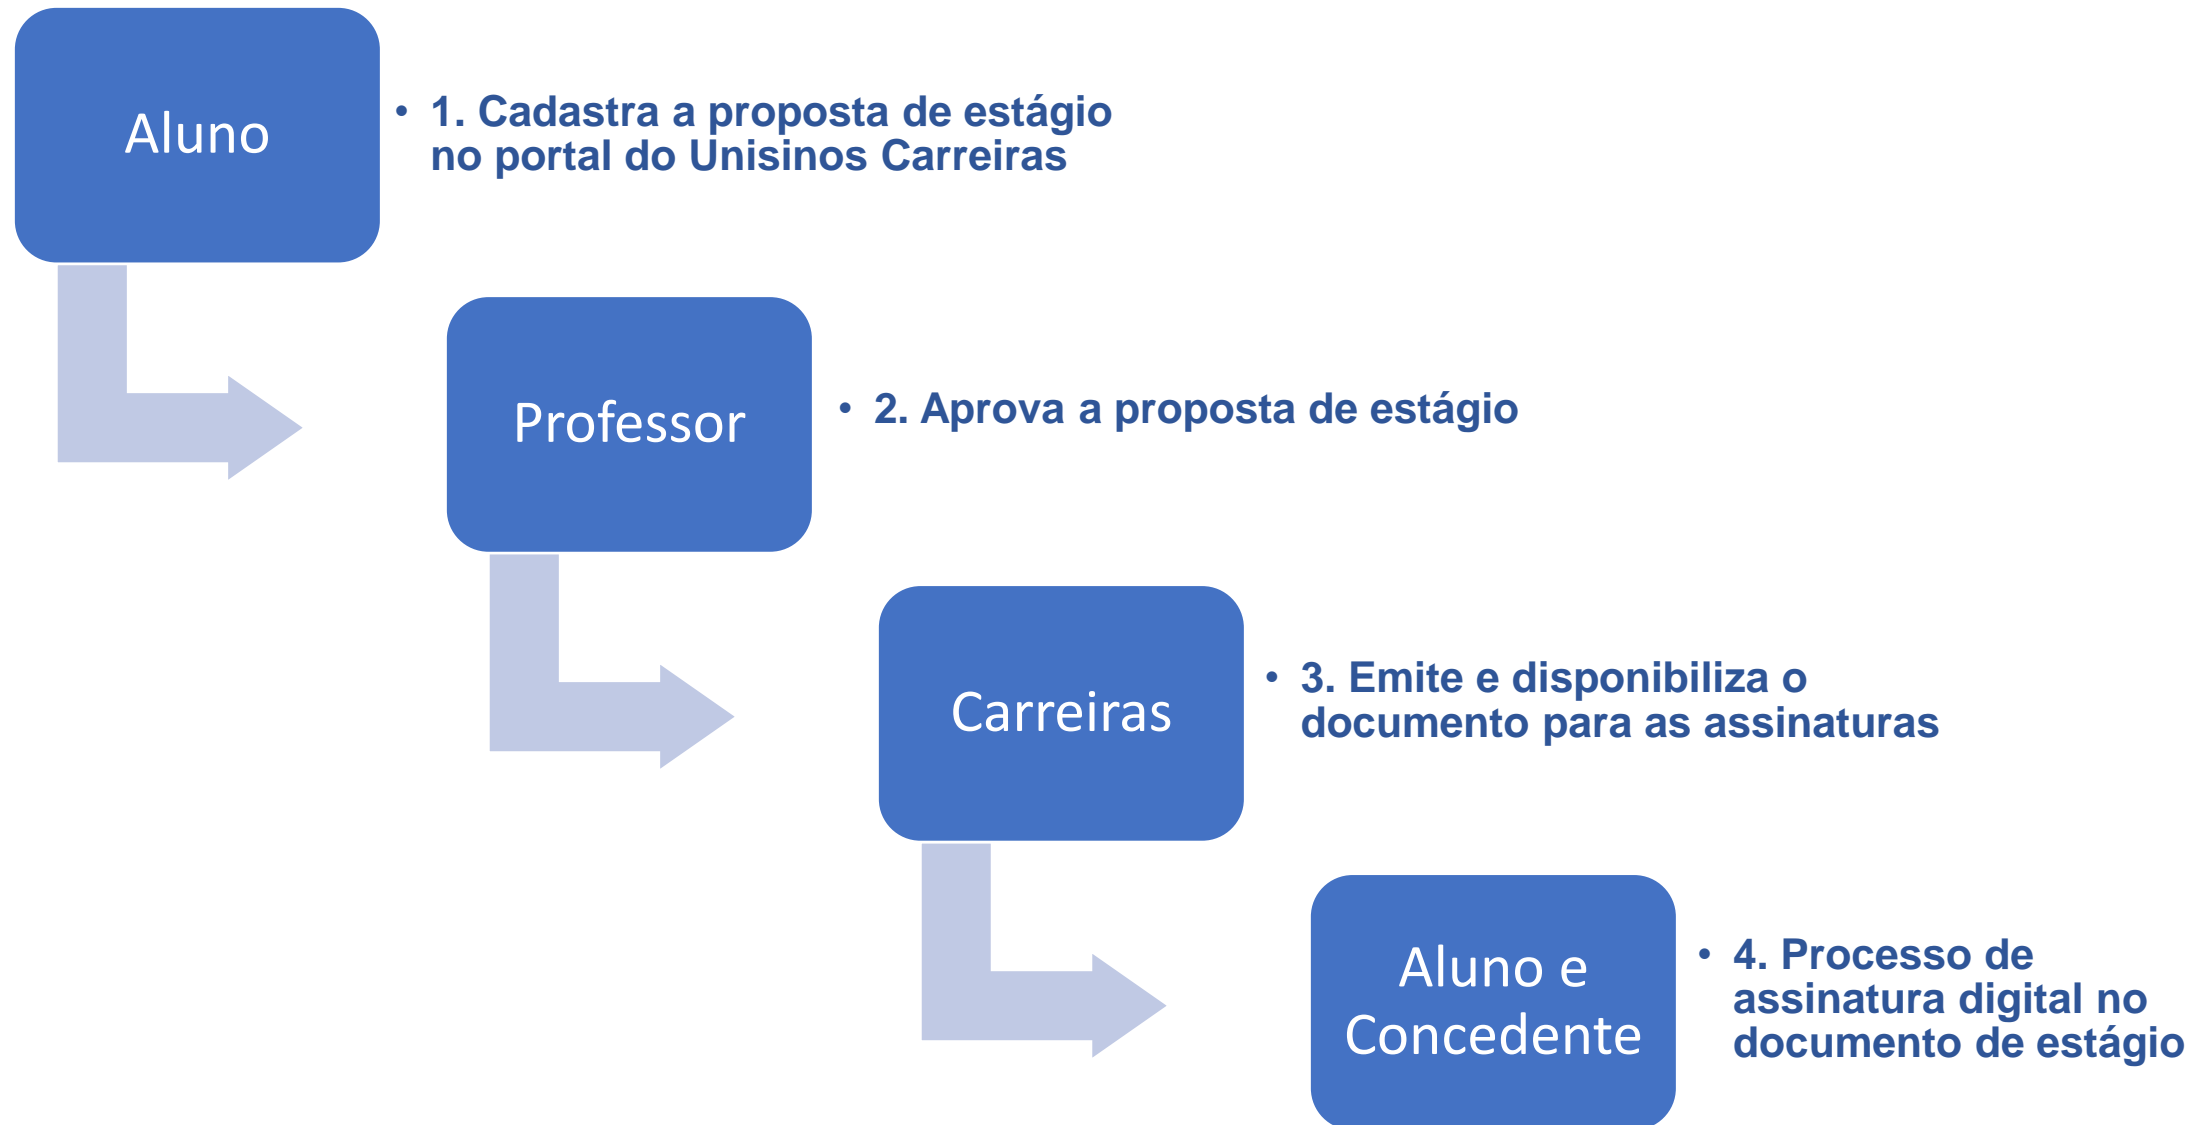 Aluno
• 1. Cadastra a proposta de estágio
no portal do Unisinos Carreiras
Professor
• 2. Aprova a proposta de estágio
Carreiras
• 3. Emite e disponibiliza o
documento para as assinaturas
Aluno e
Concedente
• 4. Processo de
assinatura digital no
documento de estágio